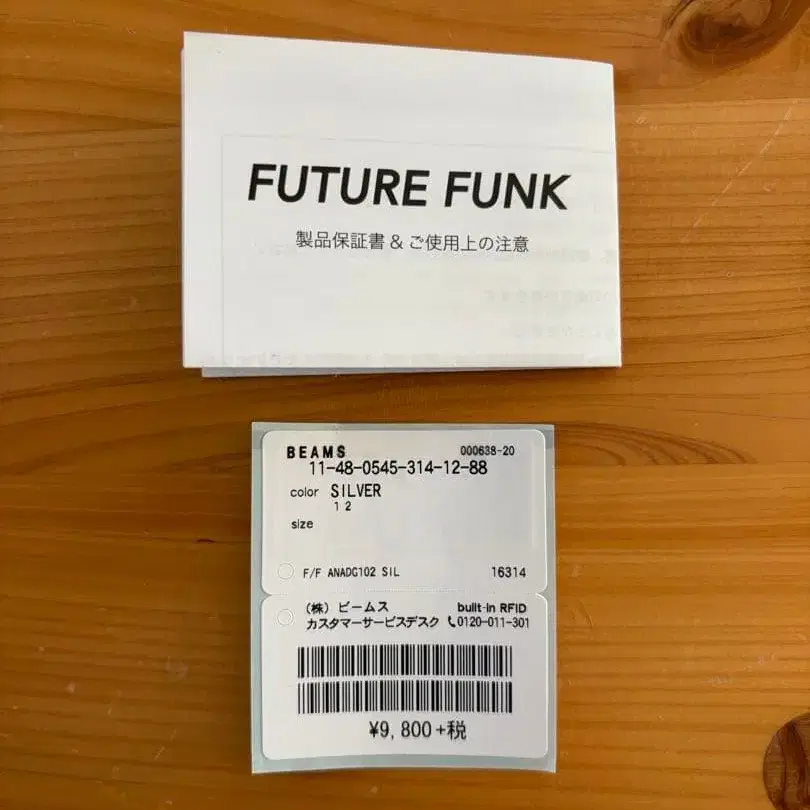 FUTURE FUNK
製品保証書 & ご使用上の注意
BEAMS 000638-20
11-48-0545-314-12-88
color SILVER
12
size
F/F ANADG102 SIL 16314
(株) ビームス built-in RFID
カスタマーサービスデスク 0120-011-301
¥9,800+税